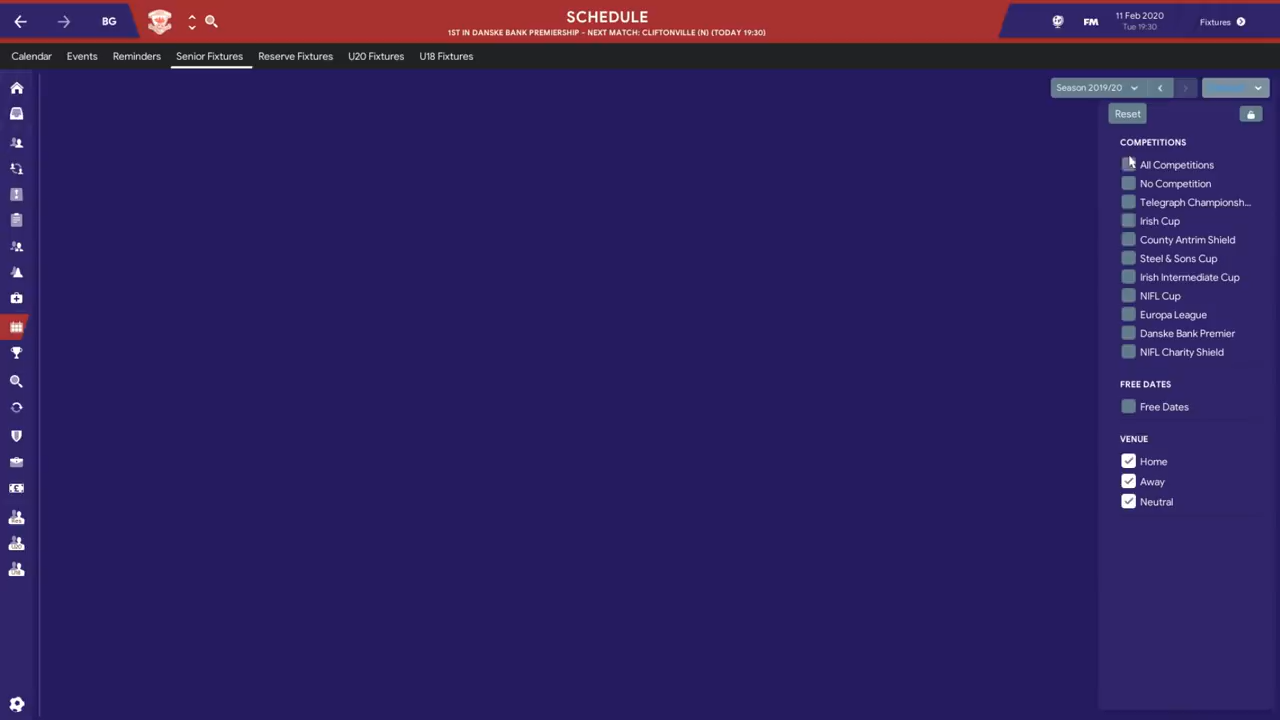 BG
SCHEDULE
1ST IN DANSKE BANK PREMIERSHIP - NEXT MATCH: CLIFTONVILLE (N) (TODAY 19:30)
FM
11 Feb 2020
Tue 19:30
Fixtures
Calendar
Events
Reminders
Senior Fixtures
Reserve Fixtures
U20 Fixtures
U18 Fixtures
Season 2019/20
Reset
COMPETITIONS
All Competitions
No Competition
Telegraph Championsh...
Irish Cup
County Antrim Shield
Steel & Sons Cup
Irish Intermediate Cup
NIFL Cup
Europa League
Danske Bank Premier
NIFL Charity Shield
FREE DATES
Free Dates
VENUE
Home
Away
Neutral